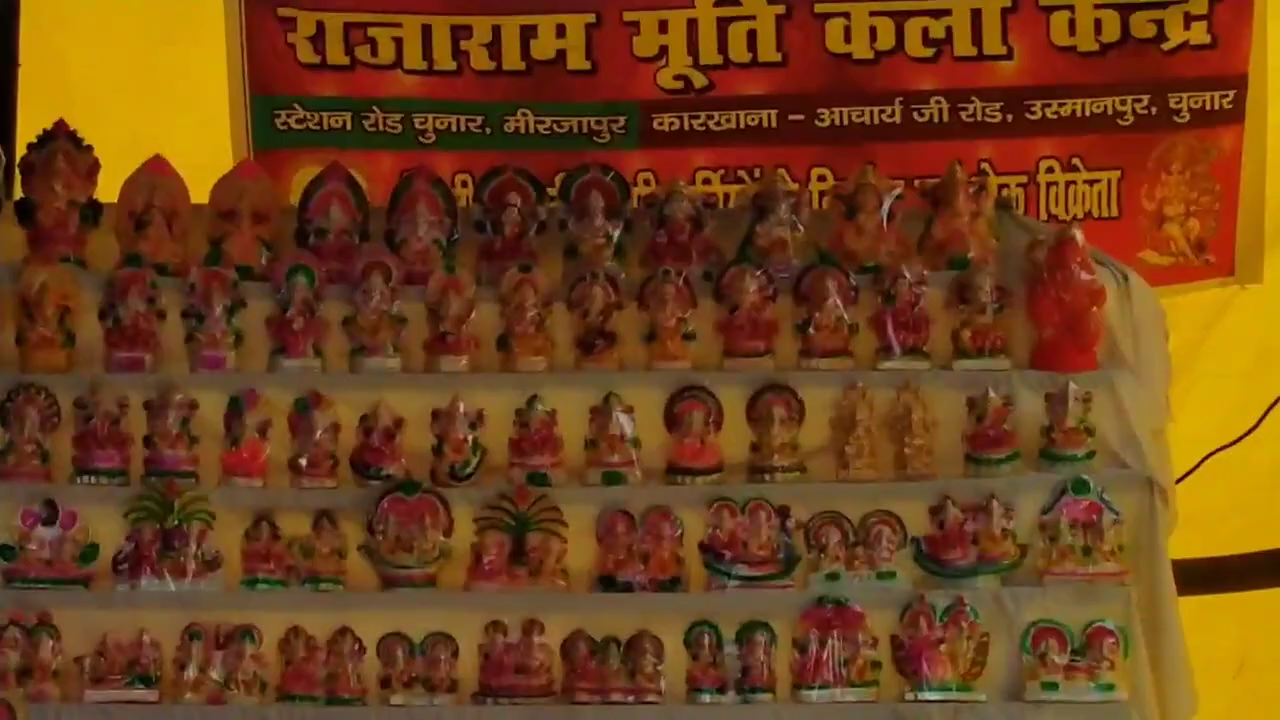 राजाराम मूर्ति कला केन्द्र
स्टेशन रोड चुनार, मीरजापुर कारखाना – आचार्य जी रोड, उस्मानपुर, चुनार
विक्रेता